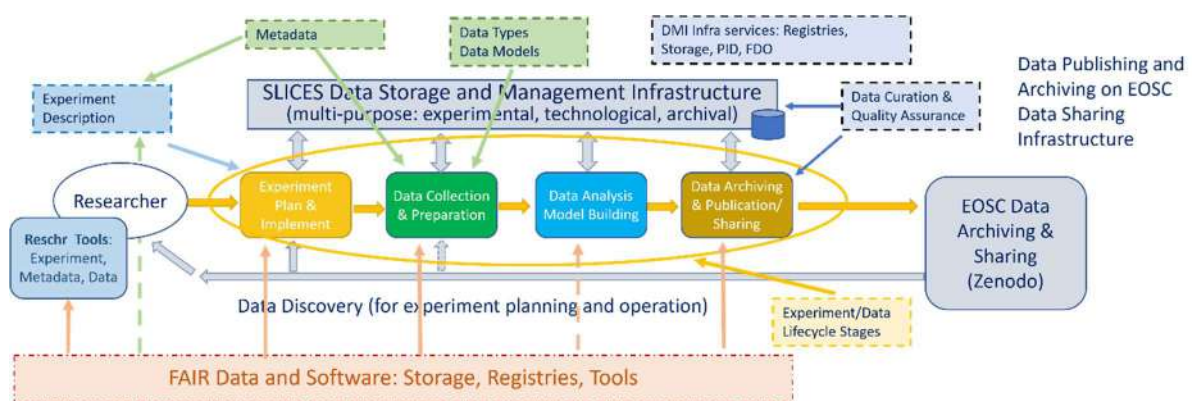 Metadata
Data Types
Data Models
DMI Infra services: Registries,
Storage, PID, FDO
Data Publishing and
Archiving on EOSC
Data Sharing
Infrastructure
Experiment
Description
SLICES Data Storage and Management Infrastructure
(multi-purpose: experimental, technological, archival)
Data Curation &
Quality Assurance
Researcher
Experiment
Plan &
Implement
Data Collection
& Preparation
Data Analysis
Model Building
Data Archiving
& Publication/
Sharing
EOSC Data
Archiving &
Sharing
(Zenodo)
Reschr Tools:
Experiment,
Metadata, Data
Data Discovery (for experiment planning and operation)
Experiment/Data
Lifecycle Stages
FAIR Data and Software: Storage, Registries, Tools